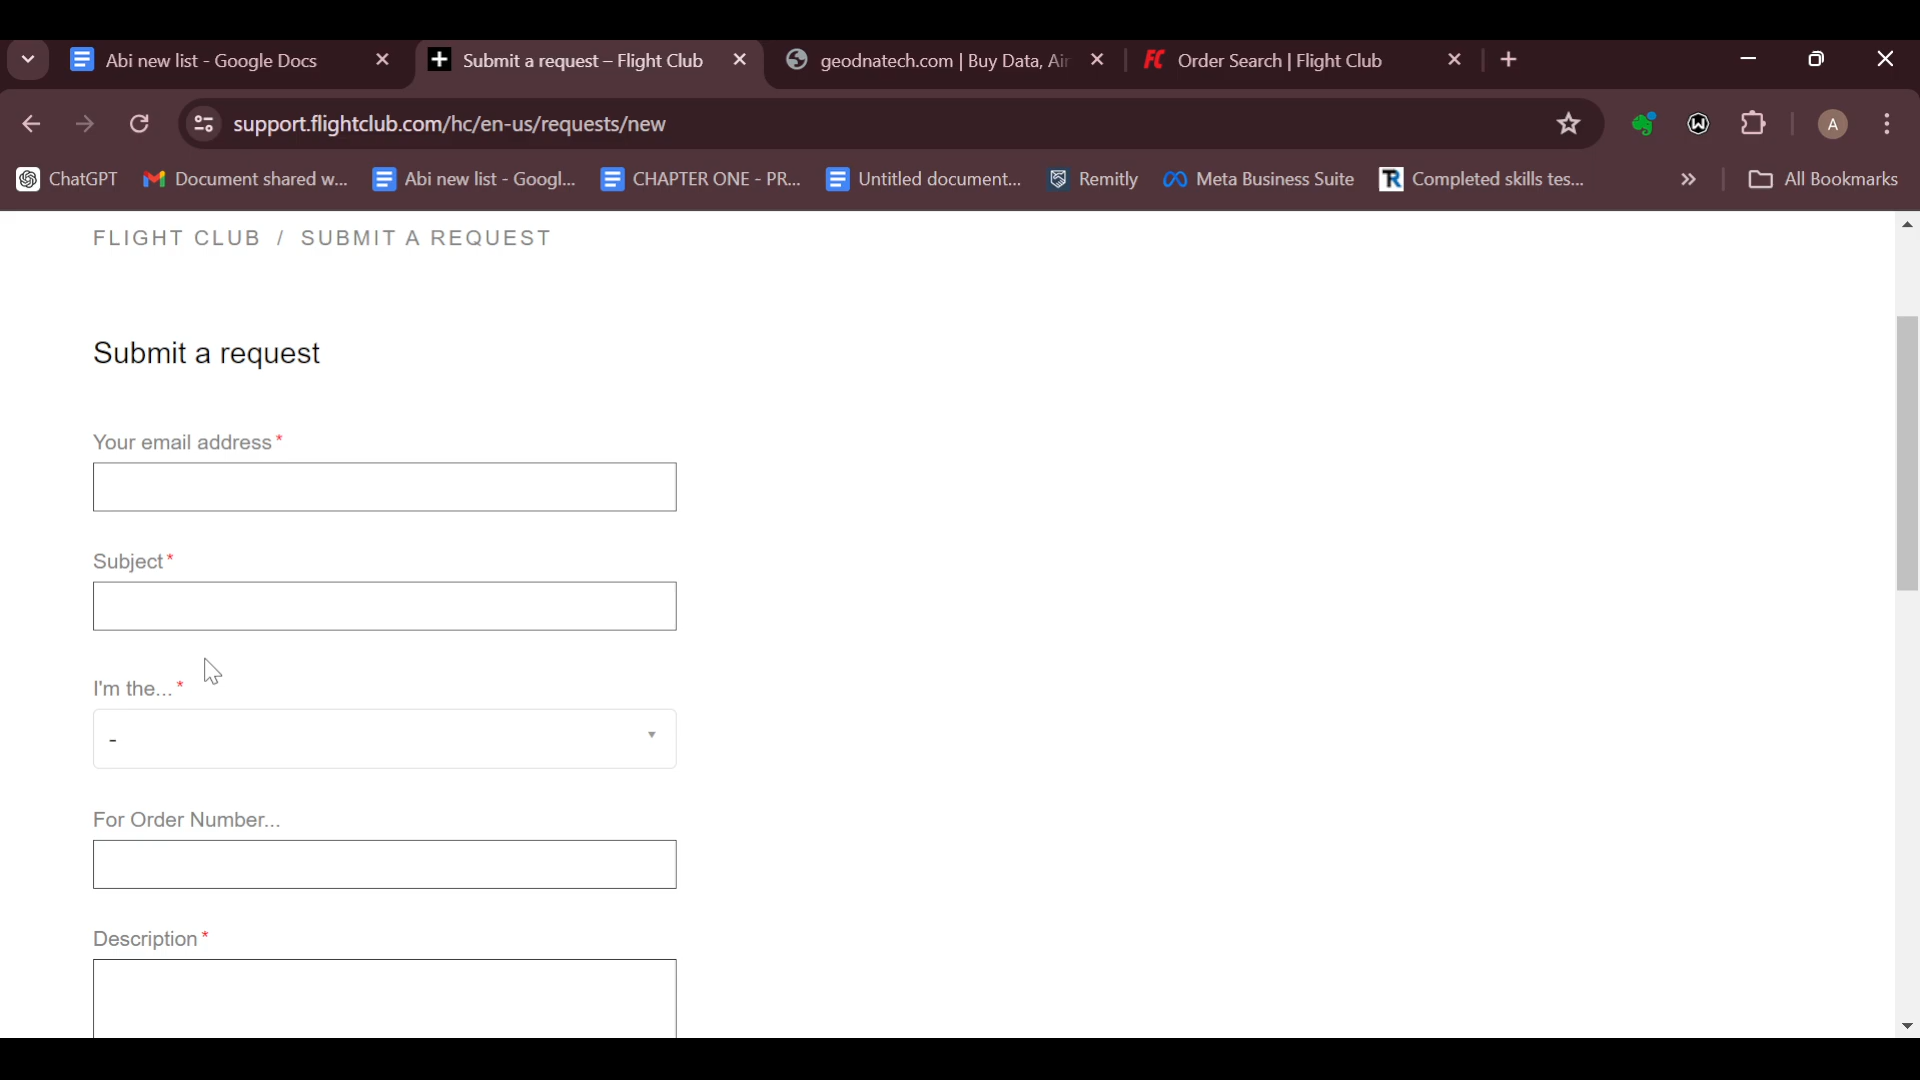 Abi new list - Google Docs
Submit a request – Flight Club
geodnatech.com | Buy Data, Air
Order Search | Flight Club
support.flightclub.com/hc/en-us/requests/new
A
ChatGPT
Document shared w...
Abi new list - Googl...
CHAPTER ONE - PR...
Untitled document...
Remitly
Meta Business Suite
Completed skills tes...
All Bookmarks
FLIGHT CLUB / SUBMIT A REQUEST
Submit a request
Your email address*
Subject*
I'm the...*
-
For Order Number...
Description*